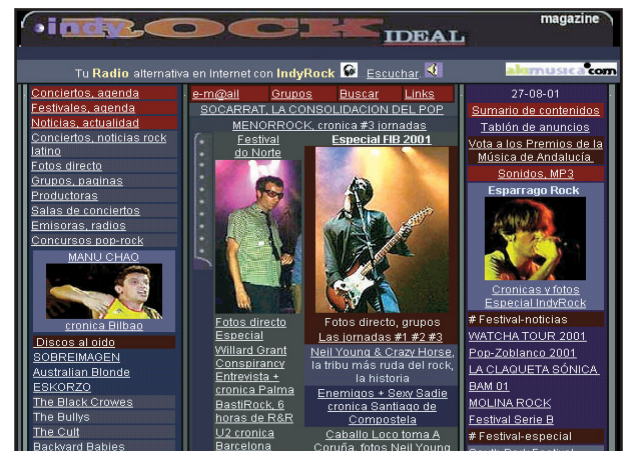 indy
ROCK
IDEAL
magazine
Tu Radio alternativa en Internet con IndyRock
Escuchar
akimusica.com
Conciertos, agenda
Festivales, agenda
Noticias, actualidad
Conciertos, noticias rock
latino
Fotos directo
Grupos, paginas
Productoras
Salas de conciertos
Emisoras, radios
Concursos pop-rock
MANU CHAO
cronica Bilbao
Discos al oido
SOBREIMAGEN
Australian Blonde
ESKORZO
The Black Crowes
The Bullys
The Cult
Backyard Babies
e-m@ail
Grupos
Buscar
Links
SOCARRAT, LA CONSOLIDACION DEL POP
MENORROCK, cronica #3 jornadas
Festival
do Norte
Fotos directo
Especial
Willard Grant
Conspirancy
Entrevista +
cronica Palma
BastiRock, 6
horas de R&R
U2 cronica
Barcelona
Especial FIB 2001
Fotos directo, grupos
Las jornadas #1 #2 #3
Neil Young & Crazy Horse,
la tribu más ruda del rock,
la historia
Enemigos + Sexy Sadie
cronica Santiago de
Compostela
Caballo Loco toma A
Coruña, fotos Neil Young
27-08-01
Sumario de contenidos
Tablón de anuncios
Vota a los Premios de la
Música de Andalucía
Sonidos, MP3
Esparrago Rock
Cronicas y fotos
Especial IndyRock
# Festival-noticias
WATCHA TOUR 2001
Pop-Zoblanco 2001
LA CLAQUETA SÓNICA
BAM 01
MOLINA ROCK
Festival Serie B
# Festival-especial